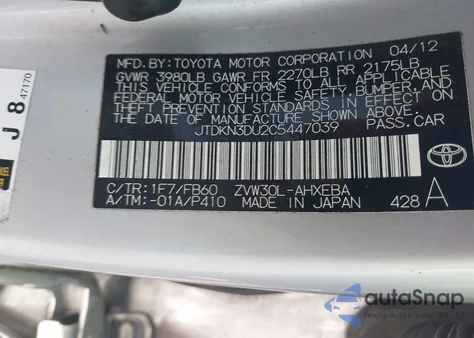 MFD.BY: TOYOTA MOTOR CORPORATION 04/12
GVWR 3980LB GAWR FR 2270LB RR 2175LB
THIS VEHICLE CONFORMS TO ALL APPLICABLE
FEDERAL MOTOR VEHICLE SAFETY AND
THEFT PREVENTION STANDARDS IN EFFECT ON
THE DATE OF MANUFACTURE SHOWN ABOVE.
JTDKN3DU2C5447039 PASS.CAR
TOYOTA
C/TR: 1F7/FB60 ZVW30L-AHXEBA
A/TM: -01A/P410 MADE IN JAPAN 428 A
J 8
47170
autoSnap